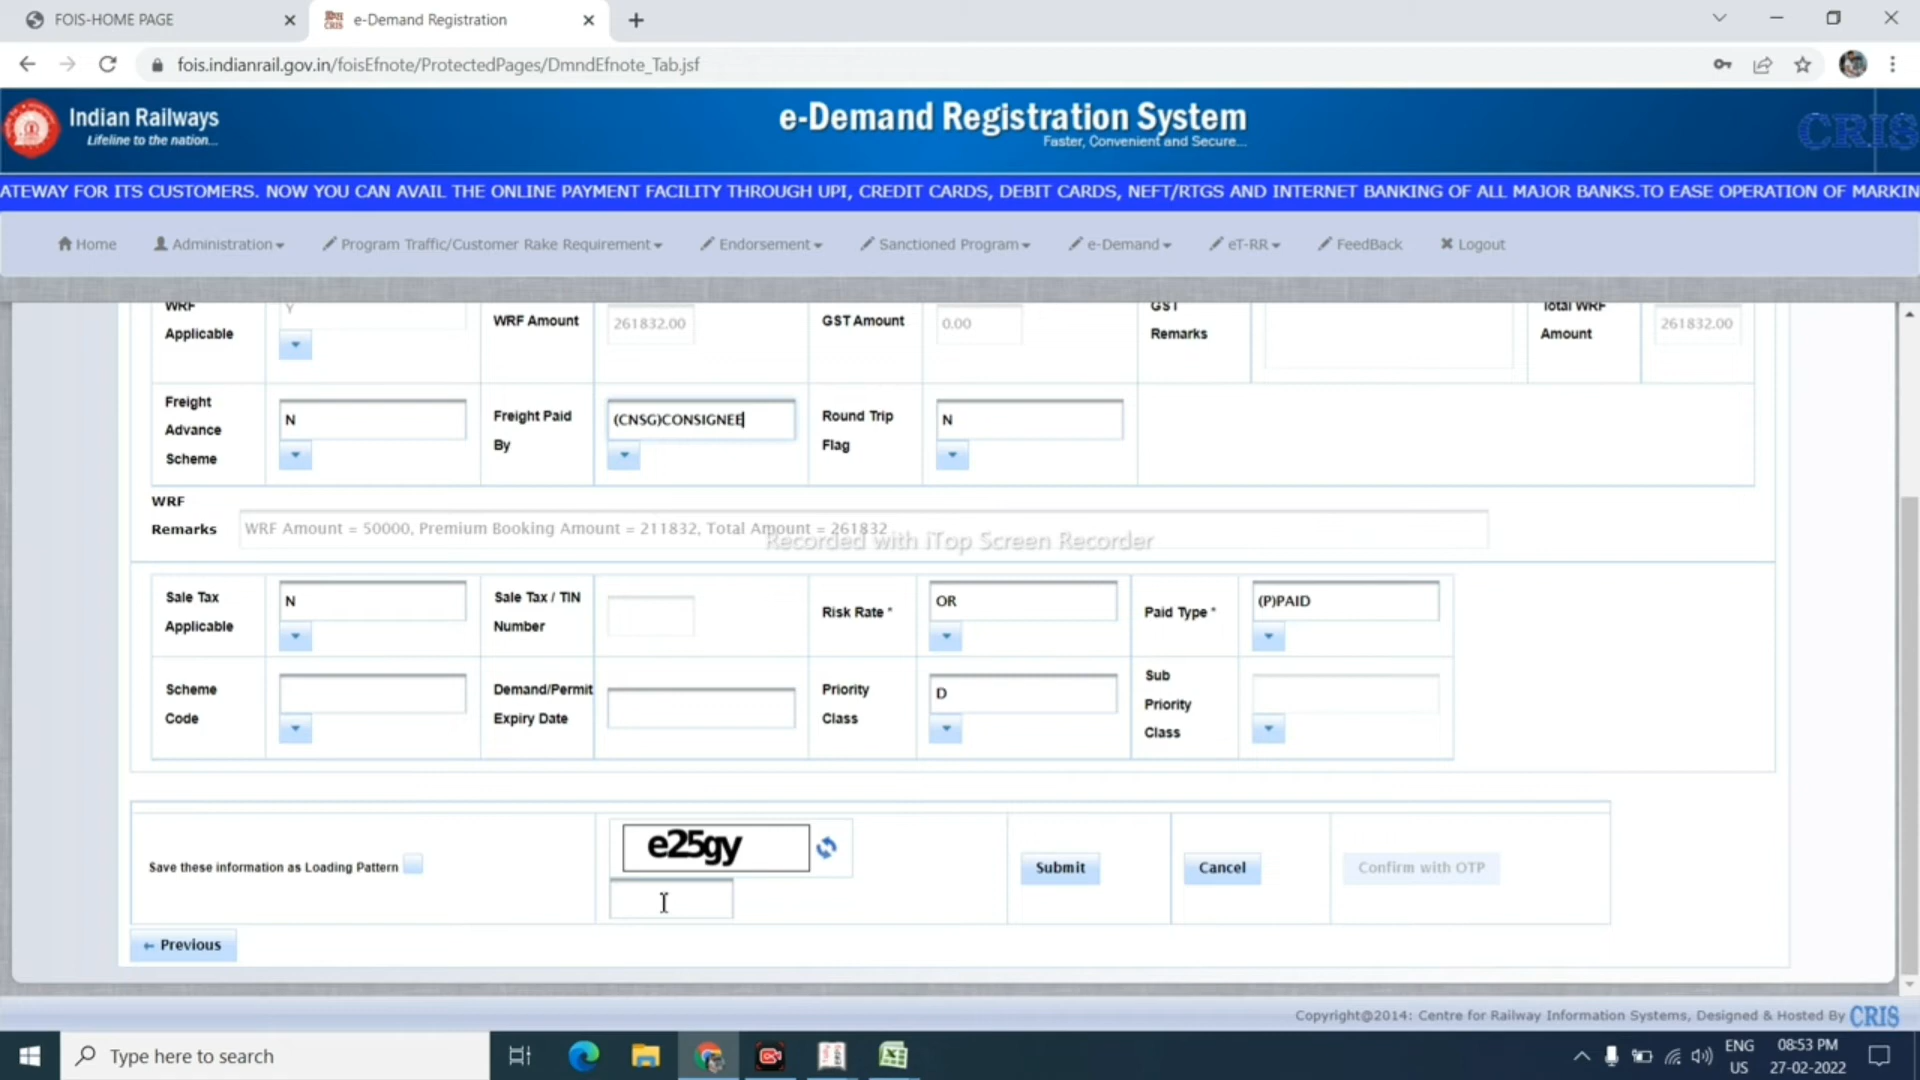 FOIS-HOME PAGE
e-Demand Registration
fois.indianrail.gov.in/foisEfnote/ProtectedPages/DmndEfnote_Tab.jsf
Indian Railways
Lifeline to the nation...
e-Demand Registration System
Faster, Convenient and Secure...
CRIS
ATEWAY FOR ITS CUSTOMERS. NOW YOU CAN AVAIL THE ONLINE PAYMENT FACILITY THROUGH UPI, CREDIT CARDS, DEBIT CARDS, NEFT/RTGS AND INTERNET BANKING OF ALL MAJOR BANKS.TO EASE OPERATION OF MARKIN
Home Administration Program Traffic/Customer Rake Requirement Endorsement Sanctioned Program e-Demand eT-RR FeedBack Logout
WRF Applicable Y WRF Amount 261832.00 GST Amount 0.00 GST Remarks Total WRF Amount 261832.00
Freight Advance Scheme N Freight Paid By (CNSG)CONSIGNEE Round Trip Flag N
WRF Remarks WRF Amount = 50000, Premium Booking Amount = 211832, Total Amount = 261832
Recorded with iTop Screen Recorder
Sale Tax Applicable N Sale Tax / TIN Number Risk Rate * OR Paid Type * (P)PAID
Scheme Code Demand/Permit Expiry Date Priority Class D Sub Priority Class
Save these information as Loading Pattern e25gy Submit Cancel Confirm with OTP
← Previous
Copyright@2014: Centre for Railway Information Systems, Designed & Hosted By CRIS
Type here to search
ENG US
08:53 PM
27-02-2022